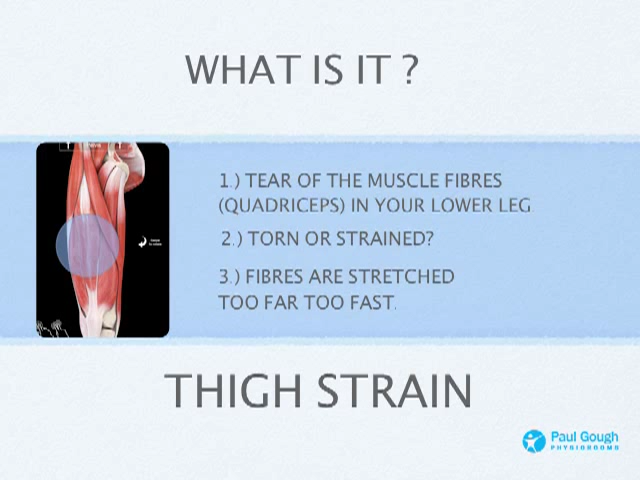 WHAT IS IT ?
Pelvis
1.) TEAR OF THE MUSCLE FIBRES
(QUADRICEPS) IN YOUR LOWER LEG
2.) TORN OR STRAINED?
3.) FIBRES ARE STRETCHED
TOO FAR TOO FAST.
THIGH STRAIN
Paul Gough
PHYSIOROOMS